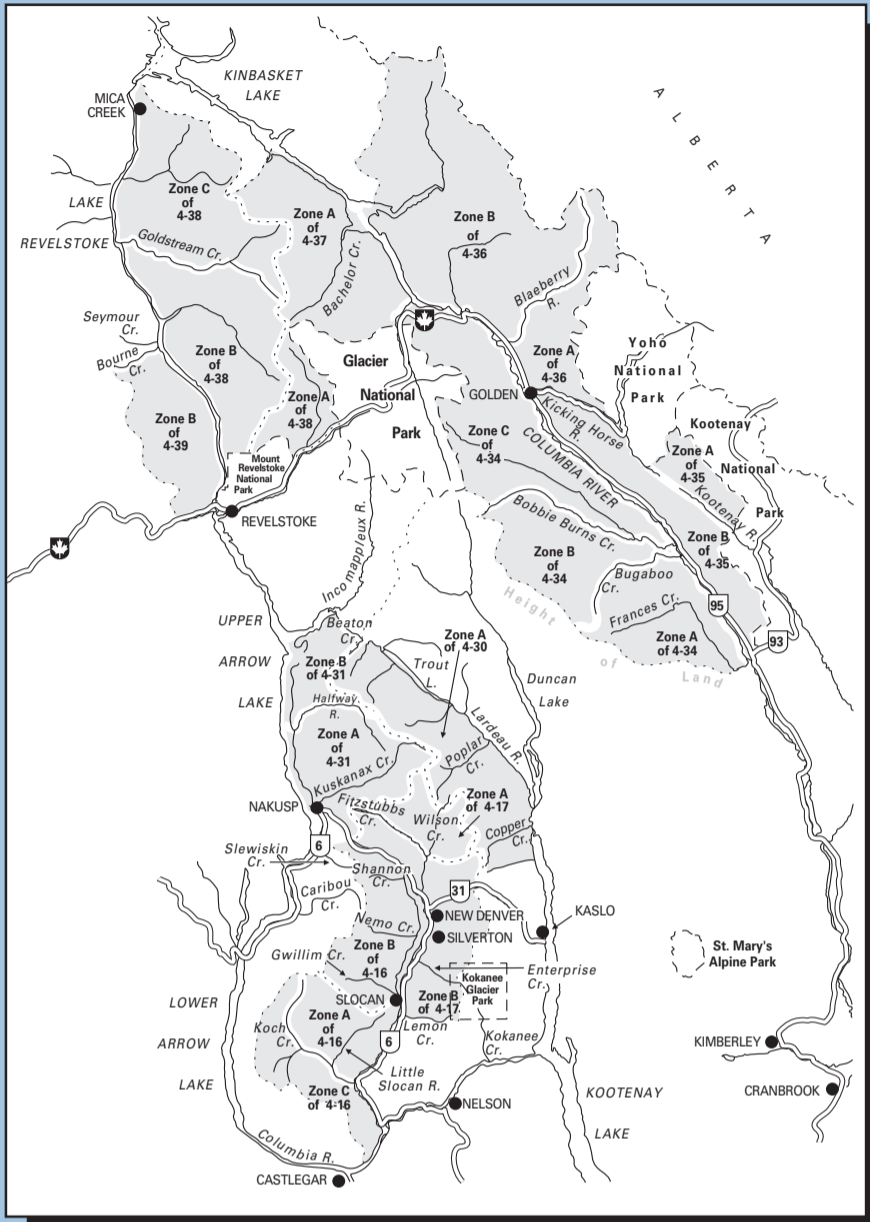 KINBASKET
LAKE
ALBERTA
MICA
CREEK
Zone C
of
4-38
LAKE
REVELSTOKE
Zone A
of
4-37
Zone B
of
4-36
Goldstream Cr.
Bachelor Cr.
Blaeberry
R.
Seymour
Cr.
Bourne
Cr.
Zone B
of
4-38
Glacier
National
Park
Zone A
of
4-36
Yoho
National
Park
Zone B
of
4-39
Zone A
of
4-38
GOLDEN
Kicking Horse
R.
Kootenay
National
Park
Zone C
of
4-34
COLUMBIA RIVER
Zone A
of
4-35
Kootenay R.
Mount
Revelstoke
National
Park
REVELSTOKE
Incomappleux R.
Bobbie Burns Cr.
Zone B
of
4-35
Zone B
of
4-34
Bugaboo
Cr.
Frances Cr.
95
93
Zone A
of 4-34
Height
of
Land
UPPER
ARROW
LAKE
Beaton
Cr.
Zone B
of 4-31
Zone A
of 4-30
Trout
L.
Duncan
Lake
Halfway
R.
Lardeau R.
Zone A
of
4-31
Poplar
Cr.
Kuskanax Cr.
NAKUSP
Fitzstubbs
Cr.
Zone A
of 4-17
Wilson
Cr.
Copper
Cr.
6
Slewiskin
Cr.
Shannon
Cr.
Caribou
Cr.
31
NEW DENVER
KASLO
SILVERTON
Nemo Cr.
Zone B
of
4-16
Gwillim Cr.
Enterprise
Cr.
Kokanee
Glacier
Park
St. Mary's
Alpine Park
SLOCAN
Zone B
of 4-17
LOWER
ARROW
LAKE
Zone A
of
4-16
Koch
Cr.
Lemon
Cr.
6
Kokanee
Cr.
Little
Slocan R.
Zone C
of 4-16
NELSON
KIMBERLEY
CRANBROOK
KOOTENAY
LAKE
Columbia R.
CASTLEGAR